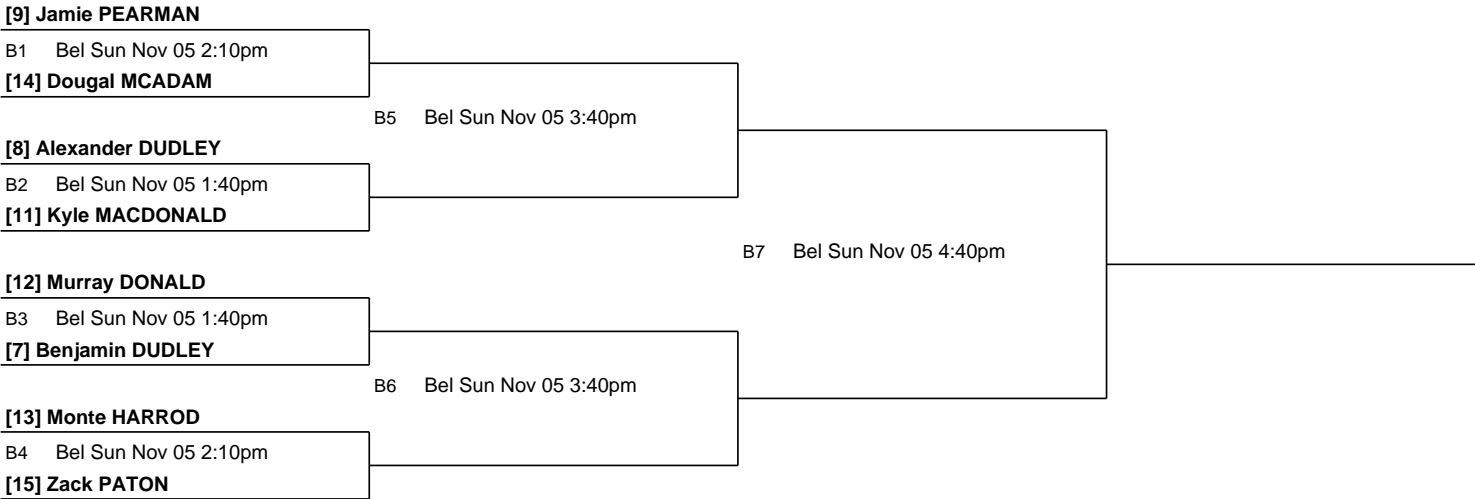 [9] Jamie PEARMAN
B1 Bel Sun Nov 05 2:10pm
[14] Dougal MCADAM
B5 Bel Sun Nov 05 3:40pm
[8] Alexander DUDLEY
B2 Bel Sun Nov 05 1:40pm
[11] Kyle MACDONALD
B7 Bel Sun Nov 05 4:40pm
[12] Murray DONALD
B3 Bel Sun Nov 05 1:40pm
[7] Benjamin DUDLEY
B6 Bel Sun Nov 05 3:40pm
[13] Monte HARROD
B4 Bel Sun Nov 05 2:10pm
[15] Zack PATON